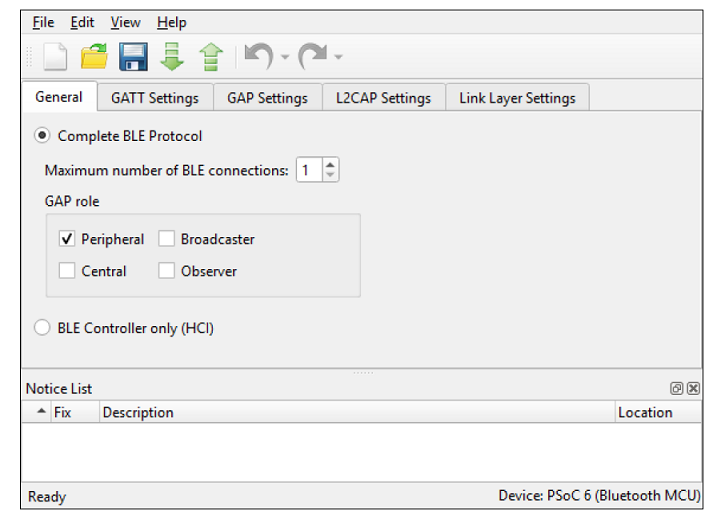 File Edit View Help
General GATT Settings GAP Settings L2CAP Settings Link Layer Settings
Complete BLE Protocol
Maximum number of BLE connections: 1
GAP role
Peripheral Broadcaster
Central Observer
BLE Controller only (HCI)
Notice List
Fix Description Location
Ready Device: PSoC 6 (Bluetooth MCU)